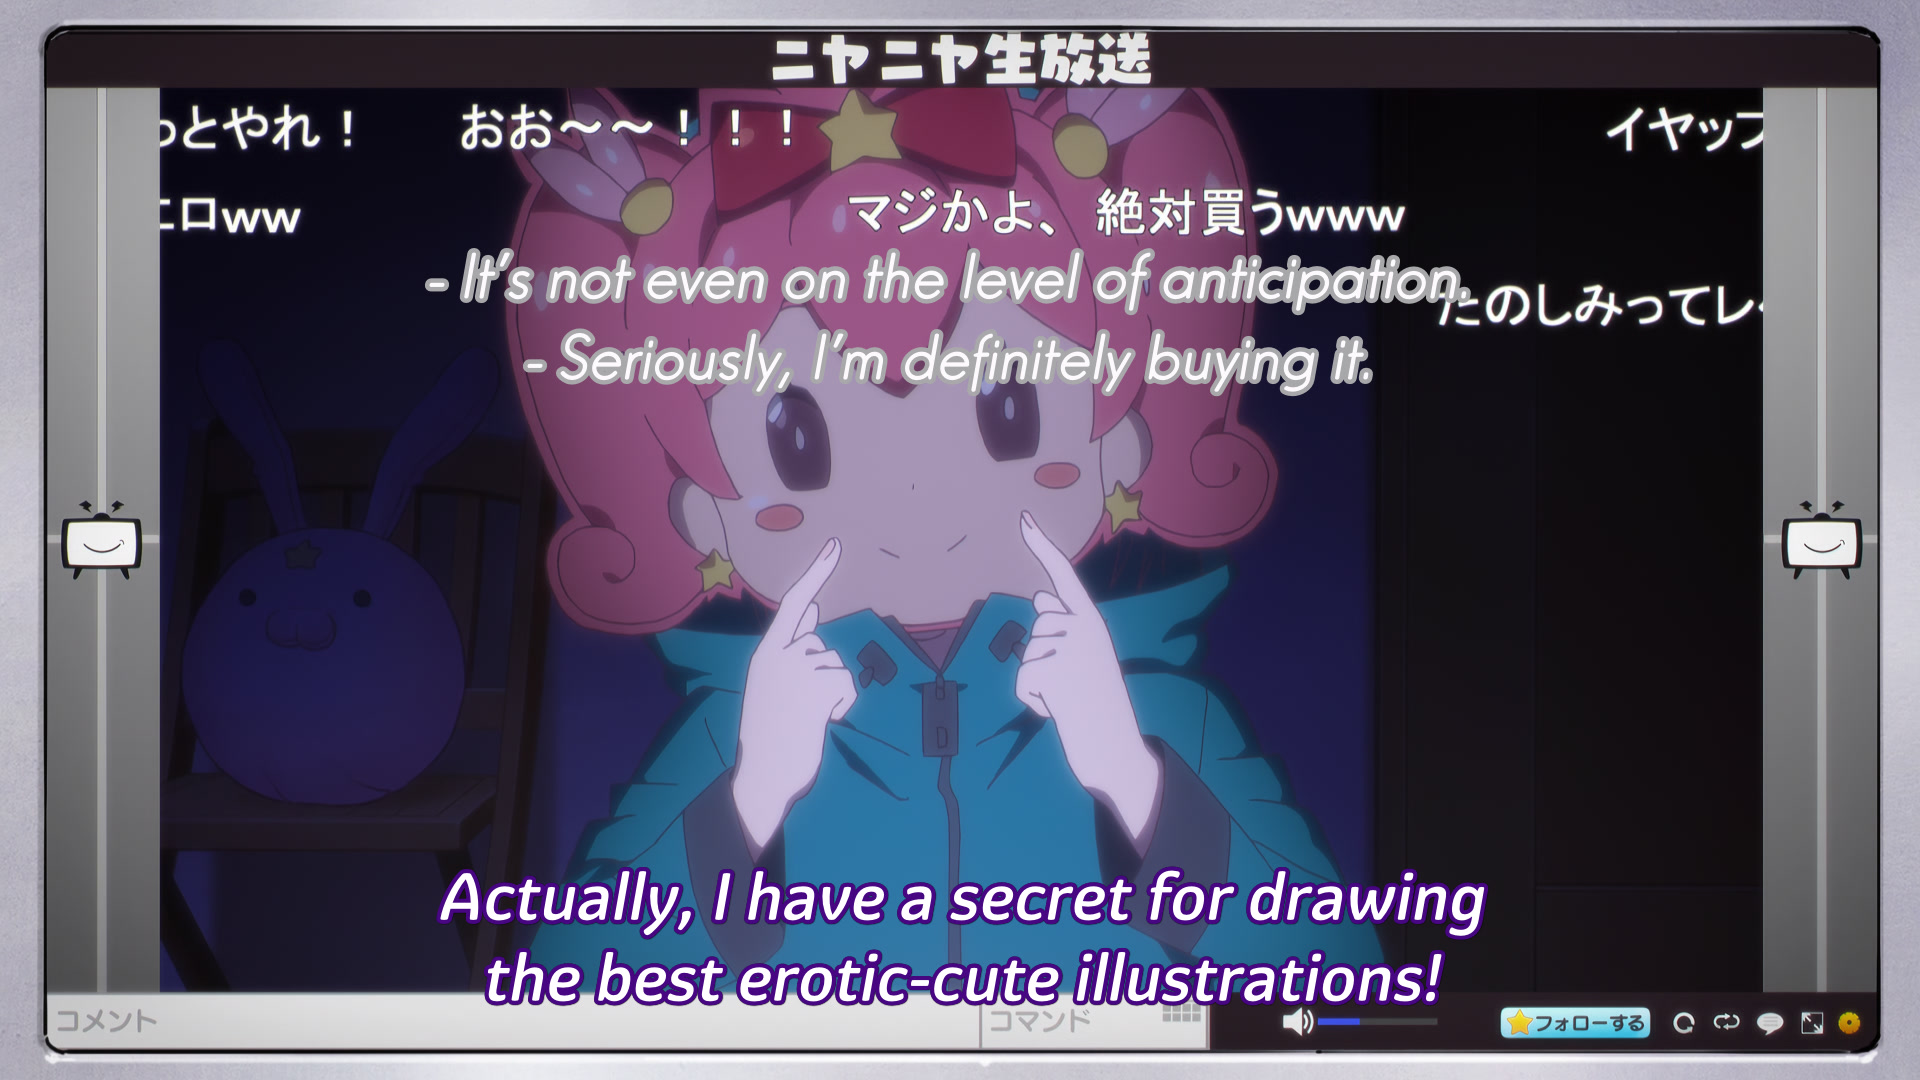 ニヤニヤ生放送
っとやれ！ おお～～！！！ イヤッフ
エロww マジかよ、 絶対買うwww
- It's not even on the level of anticipation.
たのしみってレベ
- Seriously, I'm definitely buying it.
Actually, I have a secret for drawing
the best erotic-cute illustrations!
コメント コマンド フォローする